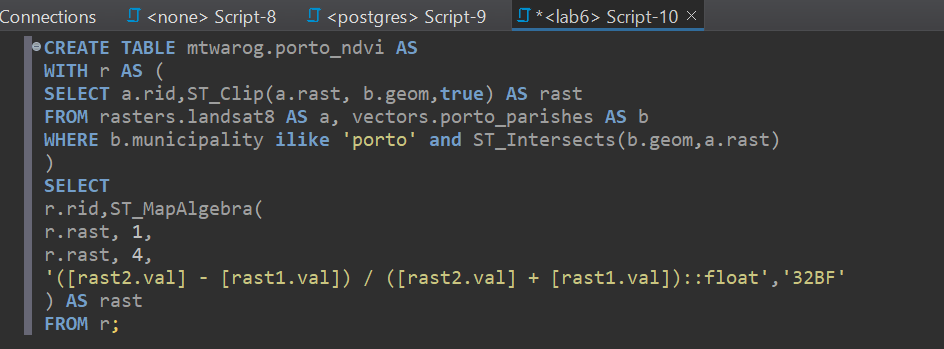 Connections <none> Script-8 <postgres> Script-9 *<lab6> Script-10
CREATE TABLE mtwarog.porto_ndvi AS
WITH r AS (
SELECT a.rid,ST_Clip(a.rast, b.geom,true) AS rast
FROM rasters.landsat8 AS a, vectors.porto_parishes AS b
WHERE b.municipality ilike 'porto' and ST_Intersects(b.geom,a.rast)
)
SELECT
r.rid,ST_MapAlgebra(
r.rast, 1,
r.rast, 4,
'([rast2.val] - [rast1.val]) / ([rast2.val] + [rast1.val])::float','32BF'
) AS rast
FROM r;